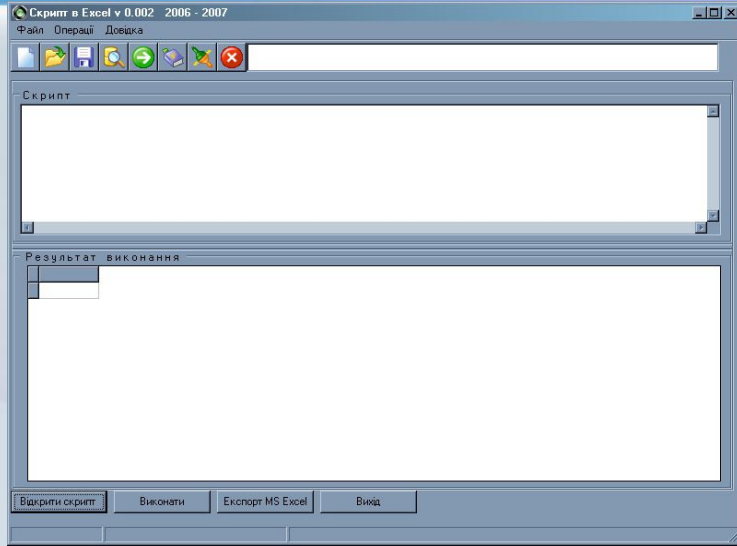 Скрипт в Excel v 0.002 2006 - 2007
Файл Операції Довідка
Скрипт
Результат виконання
Відкрити скрипт Виконати Експорт MS Excel Вихід